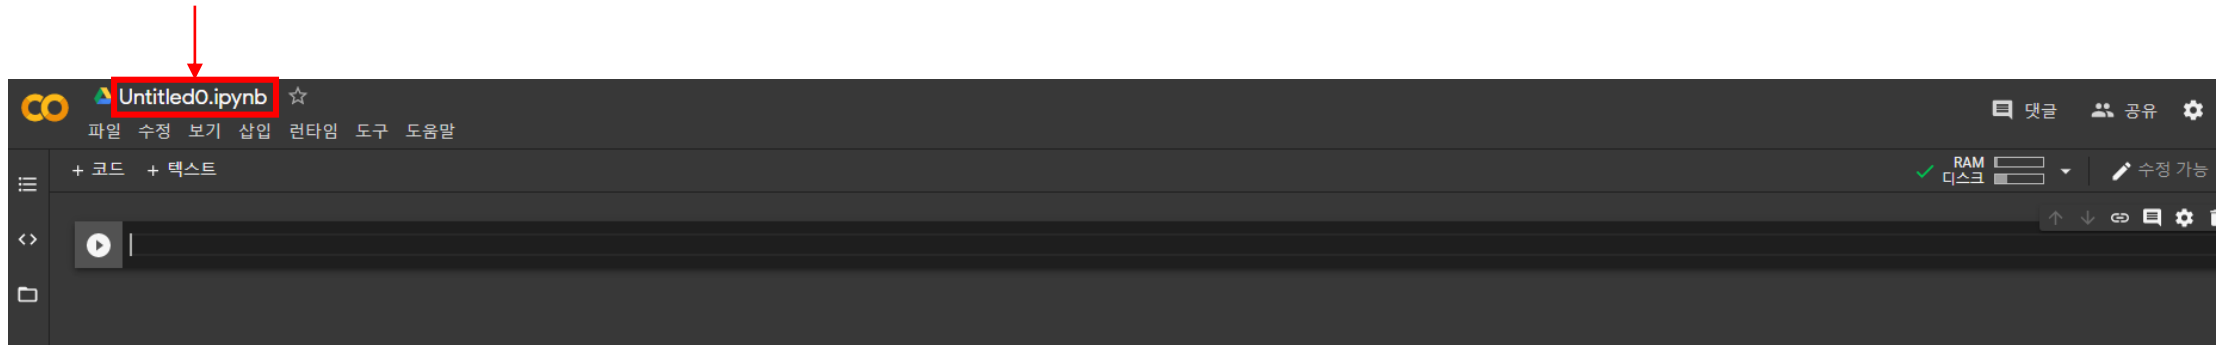 Untitled0.ipynb
파일 수정 보기 삽입 런타임 도구 도움말
댓글 공유
+ 코드 + 텍스트
RAM
디스크
수정 가능